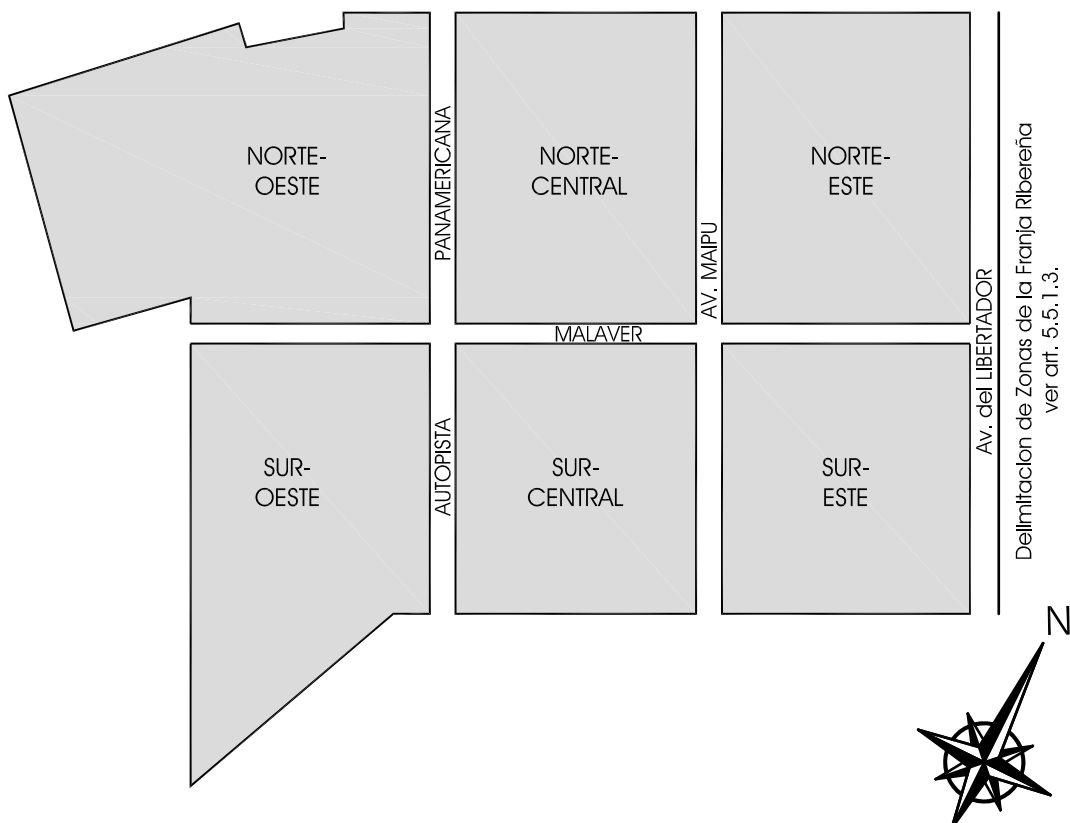 NORTE-
OESTE
PANAMERICANA
NORTE-
CENTRAL
AV. MAIPU
NORTE-
ESTE
MALAVER
SUR-
OESTE
AUTOPISTA
SUR-
CENTRAL
SUR-
ESTE
Av. del LIBERTADOR
Delimitacion de Zonas de la Franja Ribereña
ver art. 5.5.1.3.
N